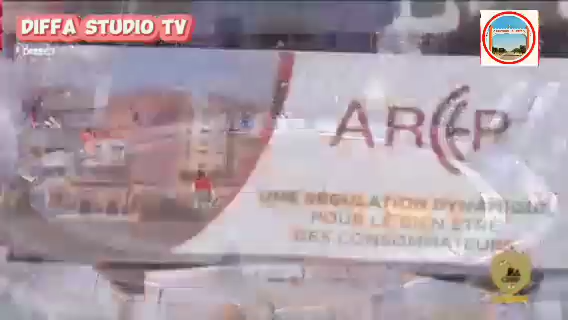 DIFFA STUDIO TV
ARCEP
UNE RÉGULATION DYNAMIQUE
POUR LE BIEN ÊTRE
DES CONSOMMATEURS